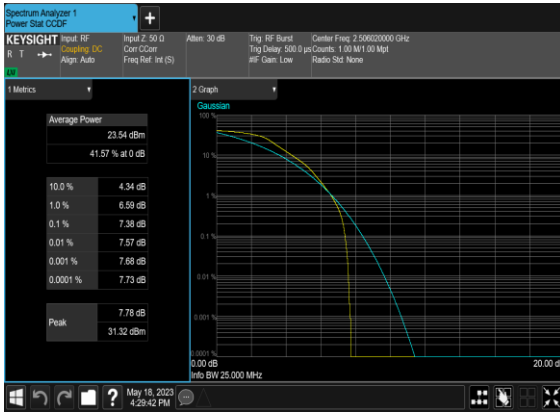 Spectrum Analyzer 1
Power Stat CCDF
+
KEYSIGHT
R T
LXI
Input: RF
Coupling: DC
Align: Auto
Input Z: 50 Ω
Corr CCorr
Freq Ref: Int (S)
Atten: 30 dB
Trig: RF Burst
Trig Delay: 500.0 µs
#IF Gain: Low
Center Freq: 2.506020000 GHz
Counts: 1.00 M/1.00 Mpt
Radio Std: None
1 Metrics
Average Power
23.54 dBm
41.57 % at 0 dB
10.0 % 4.34 dB
1.0 % 6.59 dB
0.1 % 7.38 dB
0.01 % 7.57 dB
0.001 % 7.68 dB
0.0001 % 7.73 dB
Peak
7.78 dB
31.32 dBm
2 Graph
Gaussian
100 %
10 %
1 %
0.1 %
0.01 %
0.001 %
0.0001 %
0.00 dB
20.00 d
Info BW 25.000 MHz
?
May 18, 2023
4:29:42 PM